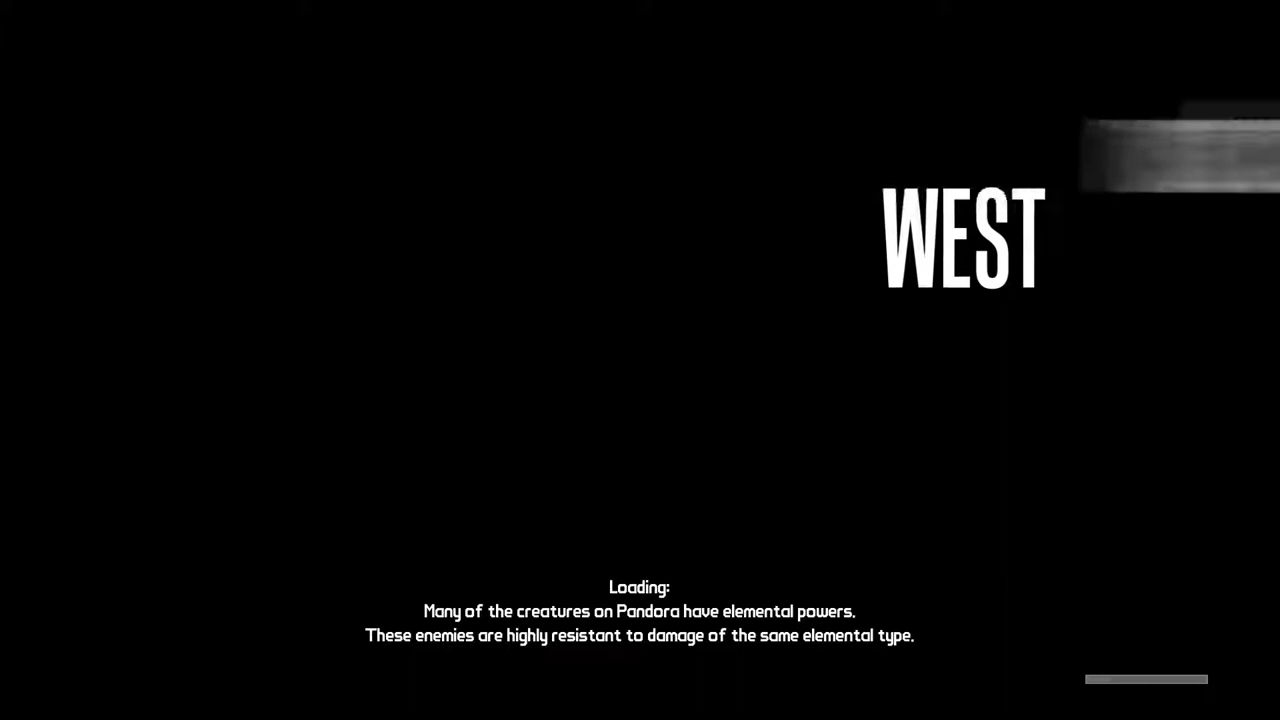 WEST
Loading:
Many of the creatures on Pandora have elemental powers.
These enemies are highly resistant to damage of the same elemental type.